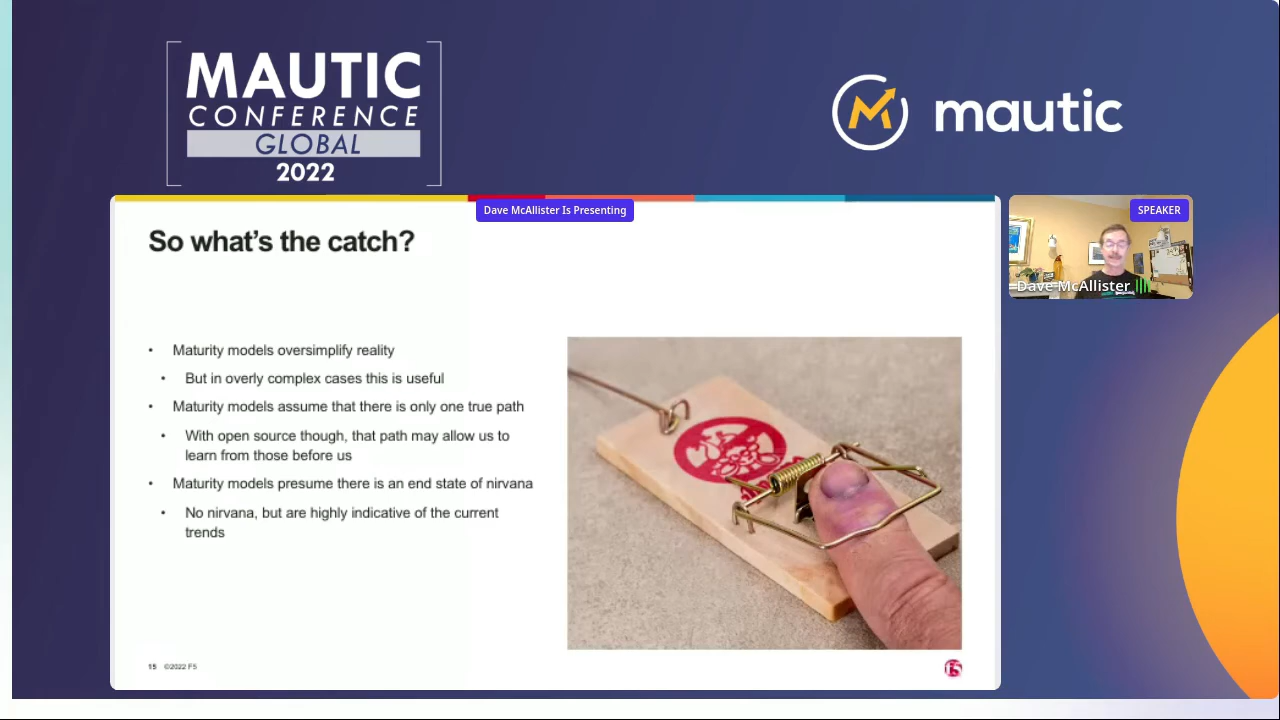 MAUTIC
CONFERENCE
GLOBAL
2022
mautic
Dave McAllister Is Presenting
SPEAKER
Dave McAllister
So what's the catch?
• Maturity models oversimplify reality
• But in overly complex cases this is useful
• Maturity models assume that there is only one true path
• With open source though, that path may allow us to
learn from those before us
• Maturity models presume there is an end state of nirvana
• No nirvana, but are highly indicative of the current
trends
15 ©2022 F5
f5